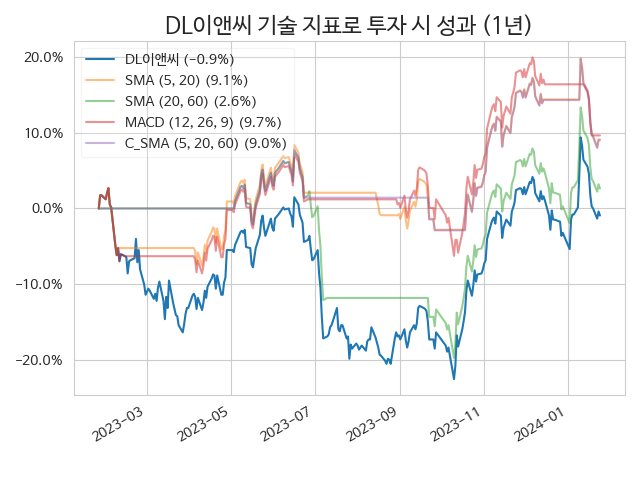 DL이앤씨 기술 지표로 투자 시 성과 (1년)
20.0%
10.0%
0.0%
−10.0%
−20.0%
DL이앤씨 (−0.9%)
SMA (5, 20) (9.1%)
SMA (20, 60) (2.6%)
MACD (12, 26, 9) (9.7%)
C_SMA (5, 20, 60) (9.0%)
2023-03
2023-05
2023-07
2023-09
2023-11
2024-01